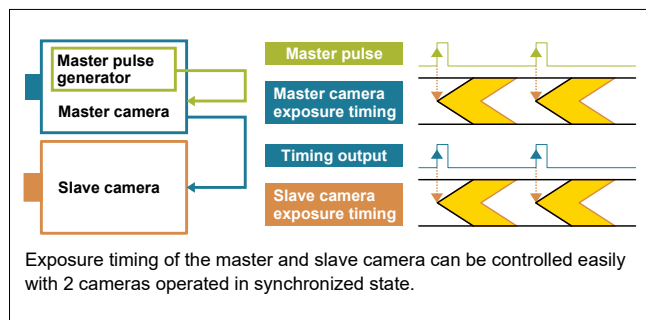 Master pulse
generator
Master camera
Slave camera
Master pulse
Master camera
exposure timing
Timing output
Slave camera
exposure timing
Exposure timing of the master and slave camera can be controlled easily
with 2 cameras operated in synchronized state.